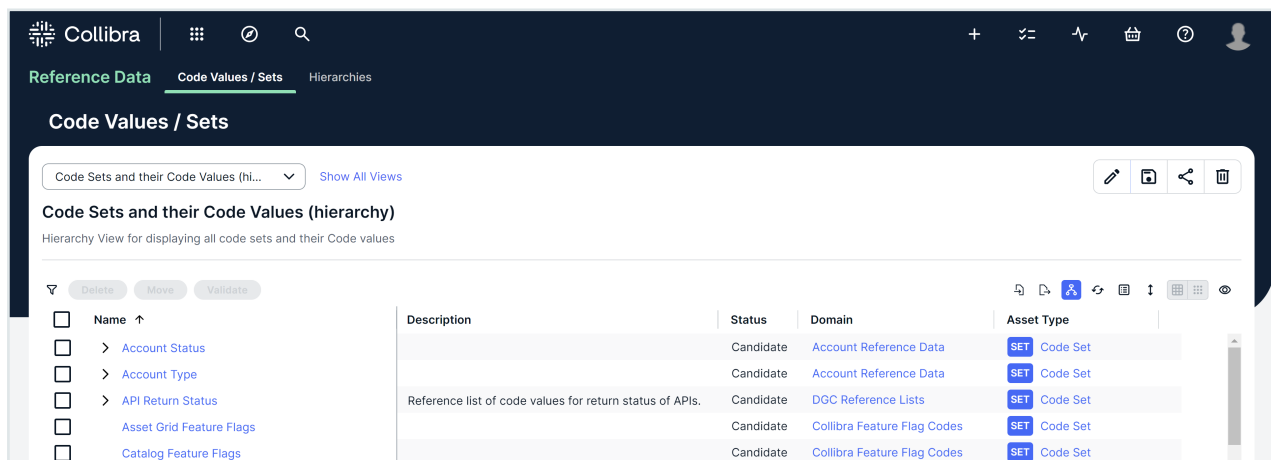 Collibra
Reference Data Code Values / Sets Hierarchies
Code Values / Sets
Code Sets and their Code Values (hi... Show All Views
Code Sets and their Code Values (hierarchy)
Hierarchy View for displaying all code sets and their Code values
Delete Move Validate
Name Description Status Domain Asset Type
Account Status Candidate Account Reference Data SET Code Set
Account Type Candidate Account Reference Data SET Code Set
API Return Status Reference list of code values for return status of APIs. Candidate DGC Reference Lists SET Code Set
Asset Grid Feature Flags Candidate Collibra Feature Flag Codes SET Code Set
Catalog Feature Flags Candidate Collibra Feature Flag Codes SET Code Set